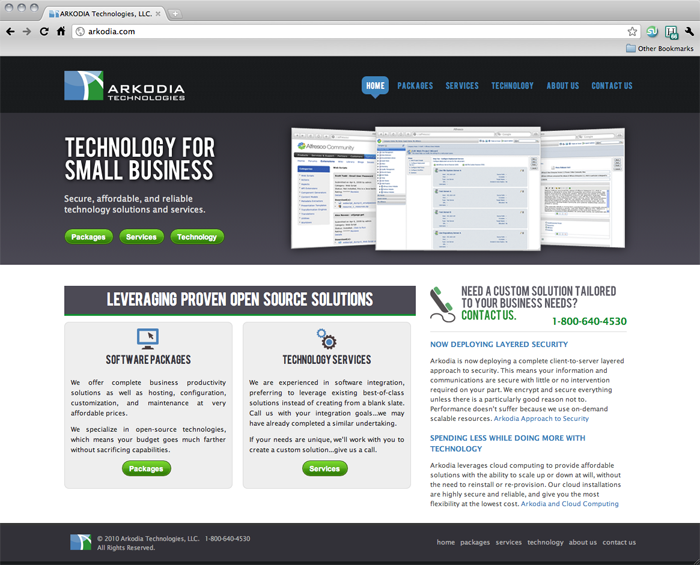 ARKODIA Technologies, LLC.
arkodia.com
Other Bookmarks
ARKODIA
TECHNOLOGIES
HOME PACKAGES SERVICES TECHNOLOGY ABOUT US CONTACT US
TECHNOLOGY FOR
SMALL BUSINESS
Secure, affordable, and reliable
technology solutions and services.
Packages Services Technology
Alfresco Community
LEVERAGING PROVEN OPEN SOURCE SOLUTIONS
SOFTWARE PACKAGES
We offer complete business productivity
solutions as well as hosting, configuration,
customization, and maintenance at very
affordable prices.
We specialize in open-source technologies,
which means your budget goes much farther
without sacrificing capabilities.
Packages
TECHNOLOGY SERVICES
We are experienced in software integration,
preferring to leverage existing best-of-class
solutions instead of creating from a blank slate.
Call us with your integration goals...we may
have already completed a similar undertaking.
If your needs are unique, we'll work with you to
create a custom solution...give us a call.
Services
NEED A CUSTOM SOLUTION TAILORED
TO YOUR BUSINESS NEEDS?
CONTACT US.
1-800-640-4530
NOW DEPLOYING LAYERED SECURITY
Arkodia is now deploying a complete client-to-server layered
approach to security. This means your information and
communications are secure with little or no intervention
required on your part. We encrypt and secure everything
unless there is a particularly good reason not to.
Performance doesn't suffer because we use on-demand
scalable resources. Arkodia Approach to Security
SPENDING LESS WHILE DOING MORE WITH
TECHNOLOGY
Arkodia leverages cloud computing to provide affordable
solutions with the ability to scale up or down at will, without
the need to reinstall or re-provision. Our cloud installations
are highly secure and reliable, and give you the most
flexibility at the lowest cost. Arkodia and Cloud Computing
© 2010 Arkodia Technologies, LLC. 1-800-640-4530
All Rights Reserved.
home packages services technology about us contact us